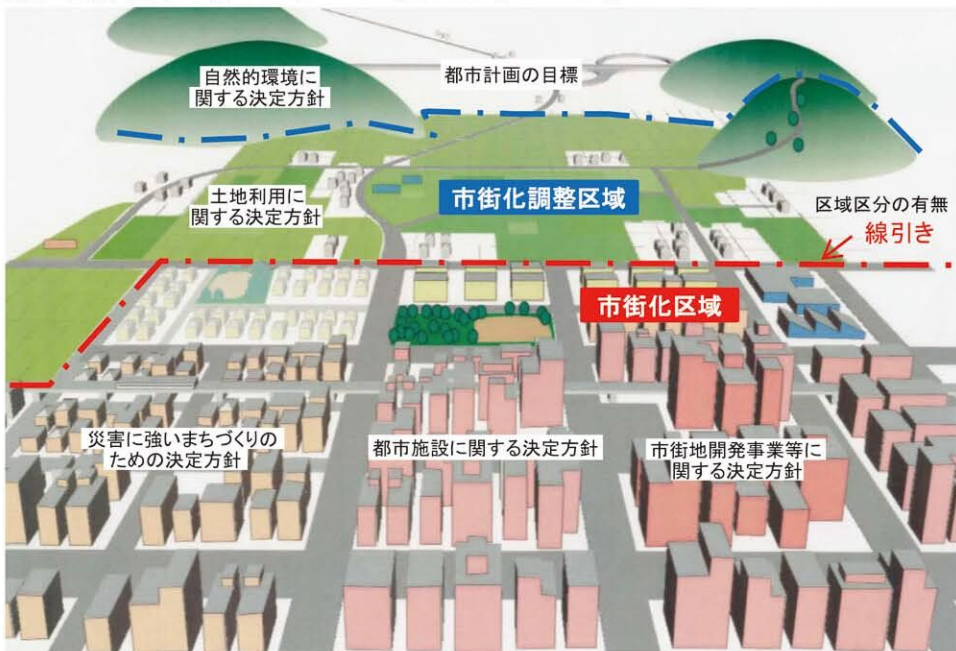 自然的環境に
関する決定方針
都市計画の目標
土地利用に
関する決定方針
市街化調整区域
区域区分の有無
線引き
市街化区域
災害に強いまちづくりの
ための決定方針
都市施設に関する決定方針
市街地開発事業等に
関する決定方針